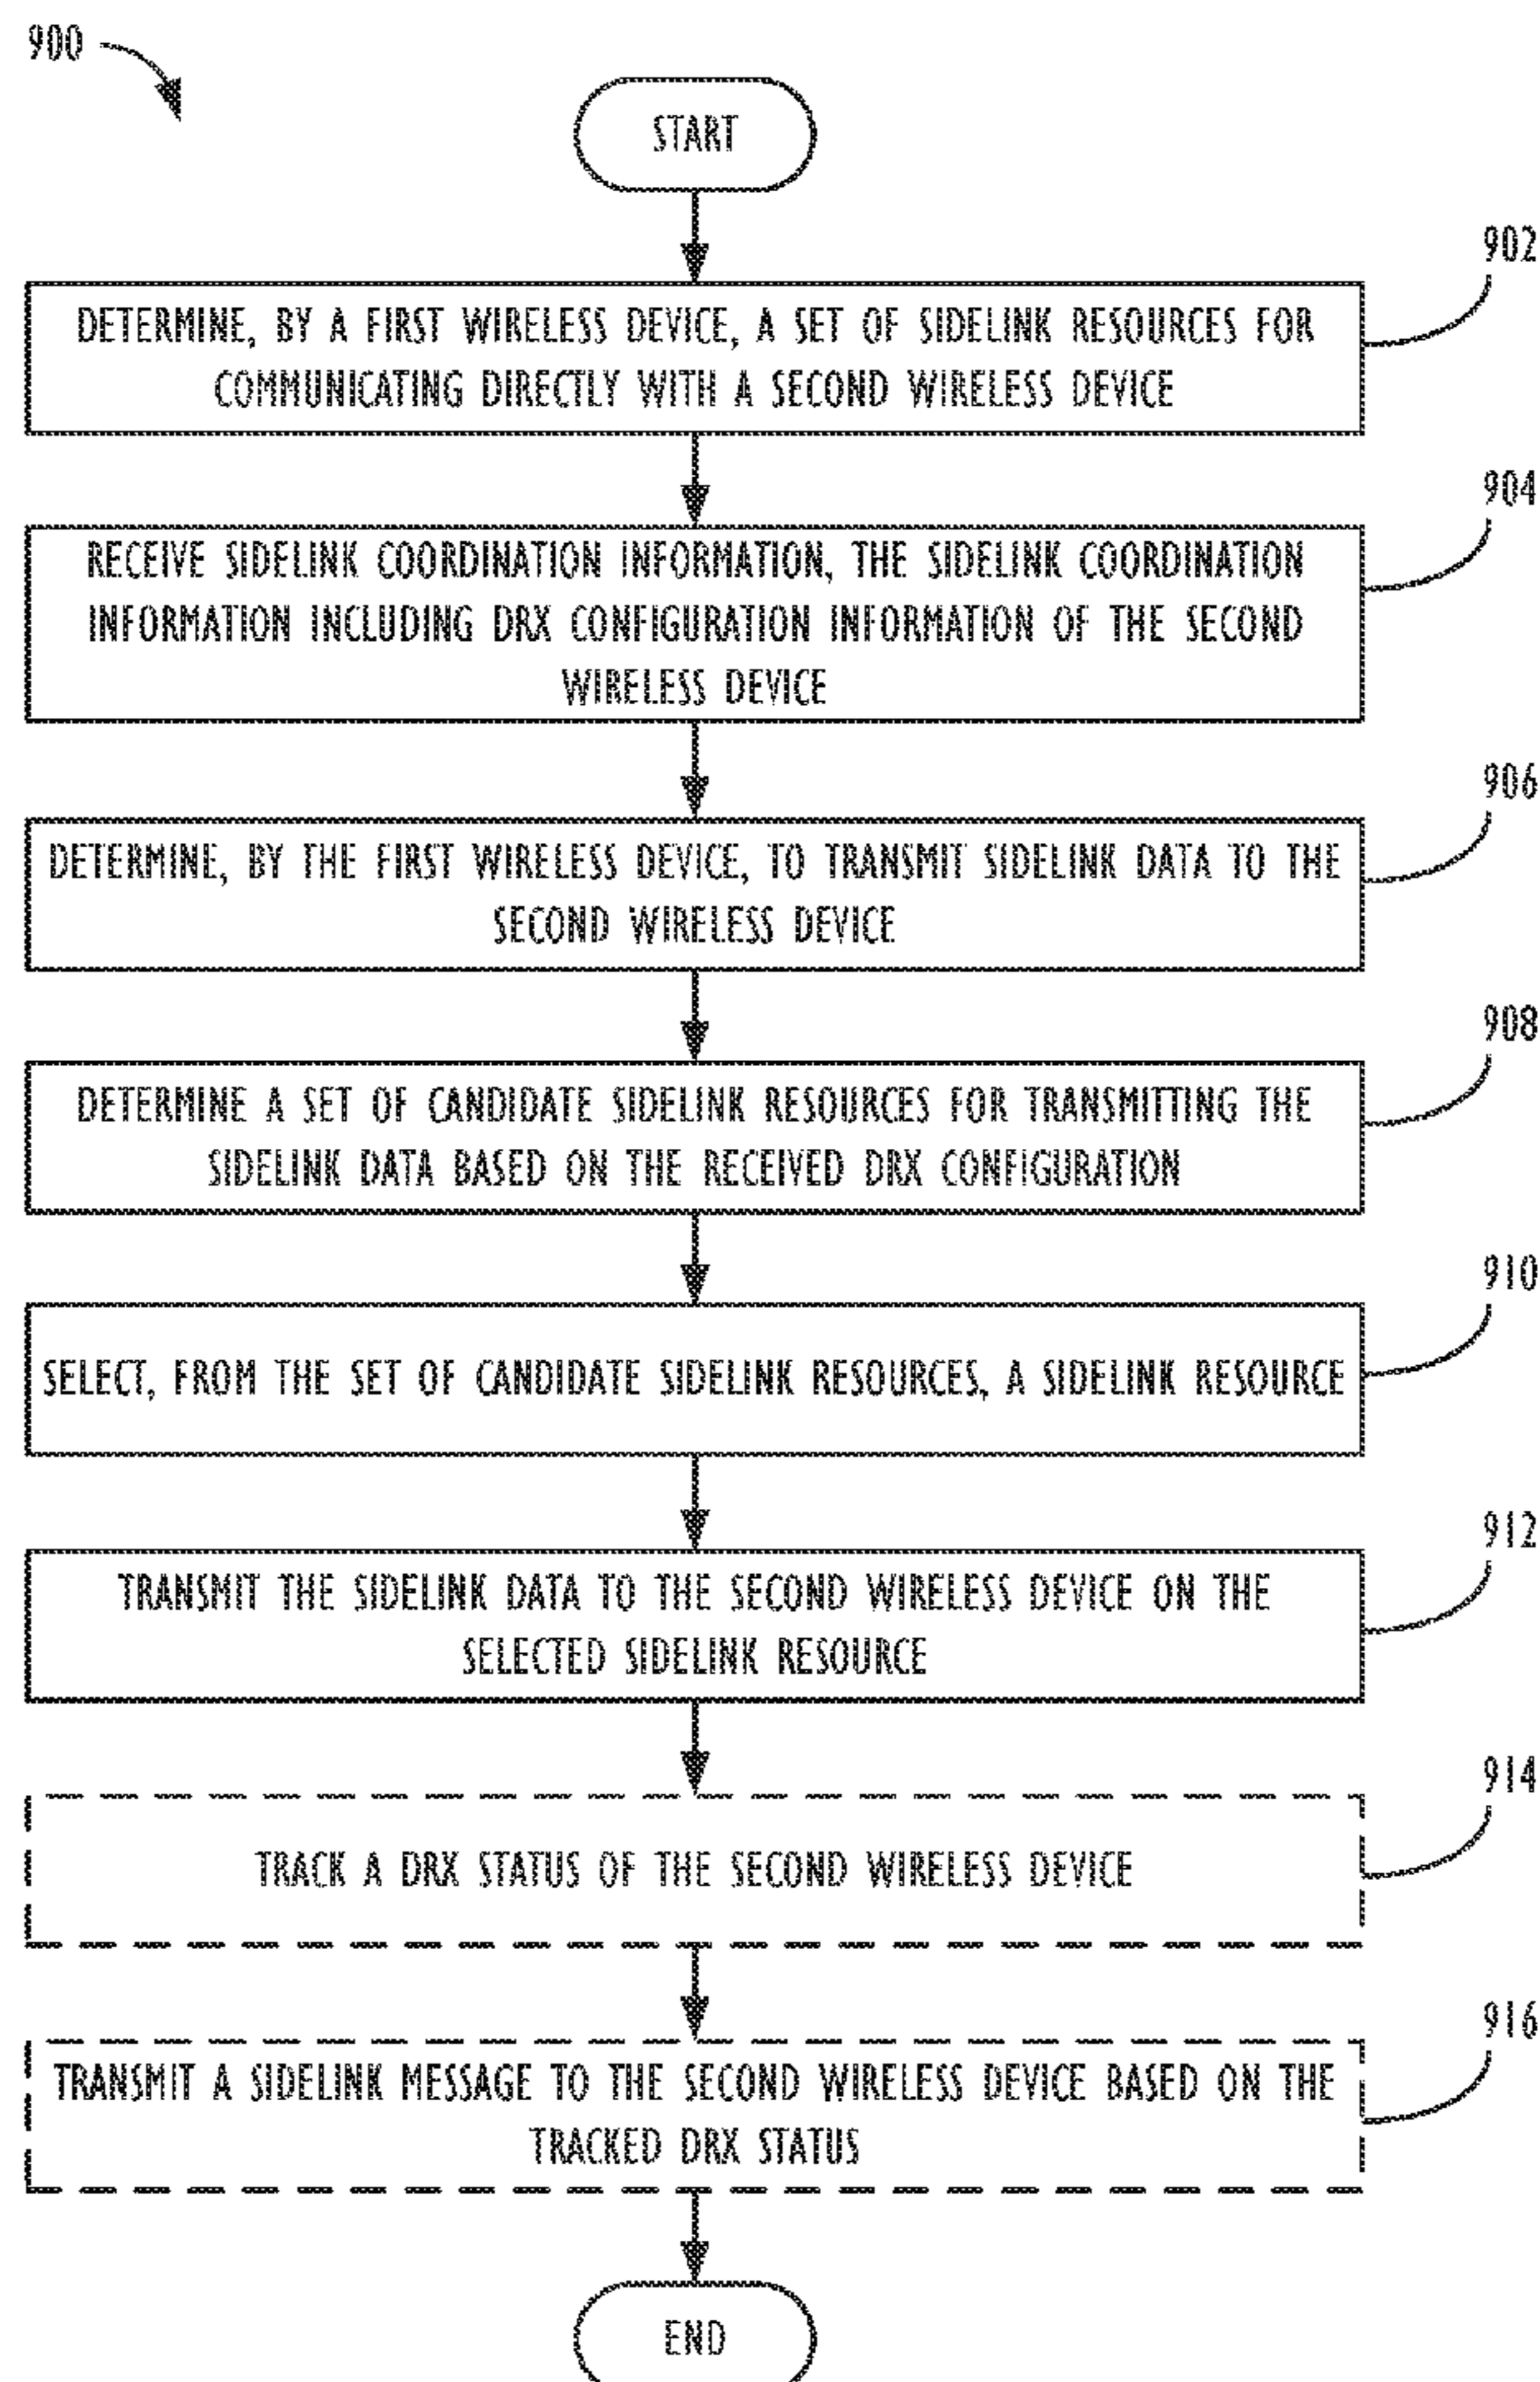 900
START
902
DETERMINE, BY A FIRST WIRELESS DEVICE, A SET OF SIDELINK RESOURCES FOR
COMMUNICATING DIRECTLY WITH A SECOND WIRELESS DEVICE
904
RECEIVE SIDELINK COORDINATION INFORMATION, THE SIDELINK COORDINATION
INFORMATION INCLUDING DRX CONFIGURATION INFORMATION OF THE SECOND
WIRELESS DEVICE
906
DETERMINE, BY THE FIRST WIRELESS DEVICE, TO TRANSMIT SIDELINK DATA TO THE
SECOND WIRELESS DEVICE
908
DETERMINE A SET OF CANDIDATE SIDELINK RESOURCES FOR TRANSMITTING THE
SIDELINK DATA BASED ON THE RECEIVED DRX CONFIGURATION
910
SELECT, FROM THE SET OF CANDIDATE SIDELINK RESOURCES, A SIDELINK RESOURCE
912
TRANSMIT THE SIDELINK DATA TO THE SECOND WIRELESS DEVICE ON THE
SELECTED SIDELINK RESOURCE
914
TRACK A DRX STATUS OF THE SECOND WIRELESS DEVICE
916
TRANSMIT A SIDELINK MESSAGE TO THE SECOND WIRELESS DEVICE BASED ON THE
TRACKED DRX STATUS
END